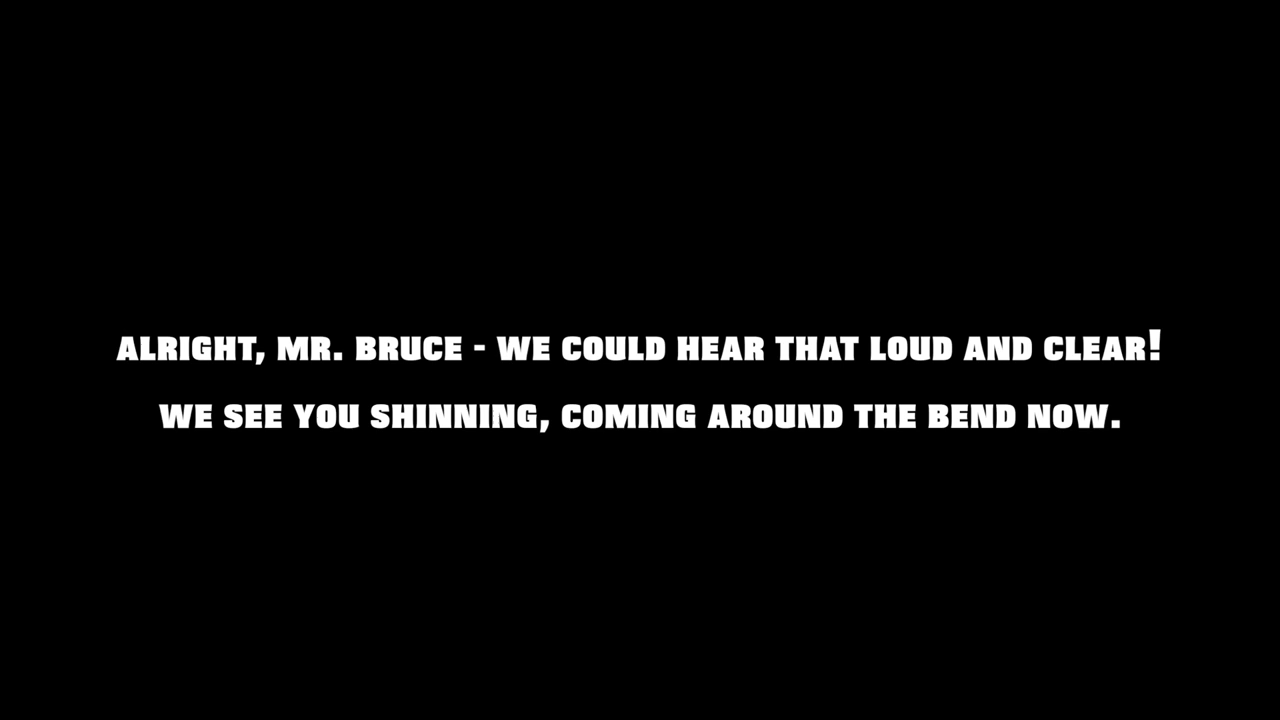 ALRIGHT, MR. BRUCE - WE COULD HEAR THAT LOUD AND CLEAR!
WE SEE YOU SHINNING, COMING AROUND THE BEND NOW.